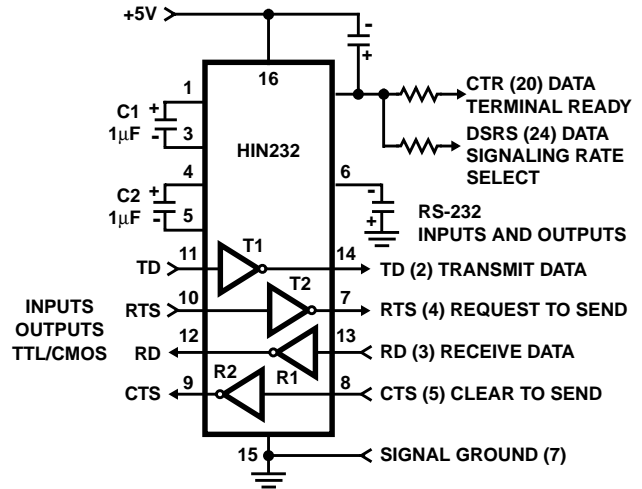 +5V
-
+
16
1
CTR (20) DATA
TERMINAL READY
C1
+
1μF
-
3
DSRS (24) DATA
SIGNALING RATE
SELECT
HIN232
4
6
C2
+
1μF
-
5
-
+
RS-232
INPUTS AND OUTPUTS
T1
TD
11
14
TD (2) TRANSMIT DATA
T2
INPUTS
OUTPUTS
TTL/CMOS
RTS
10
7
RTS (4) REQUEST TO SEND
RD
12
13
RD (3) RECEIVE DATA
R2
R1
CTS
9
8
CTS (5) CLEAR TO SEND
15
SIGNAL GROUND (7)